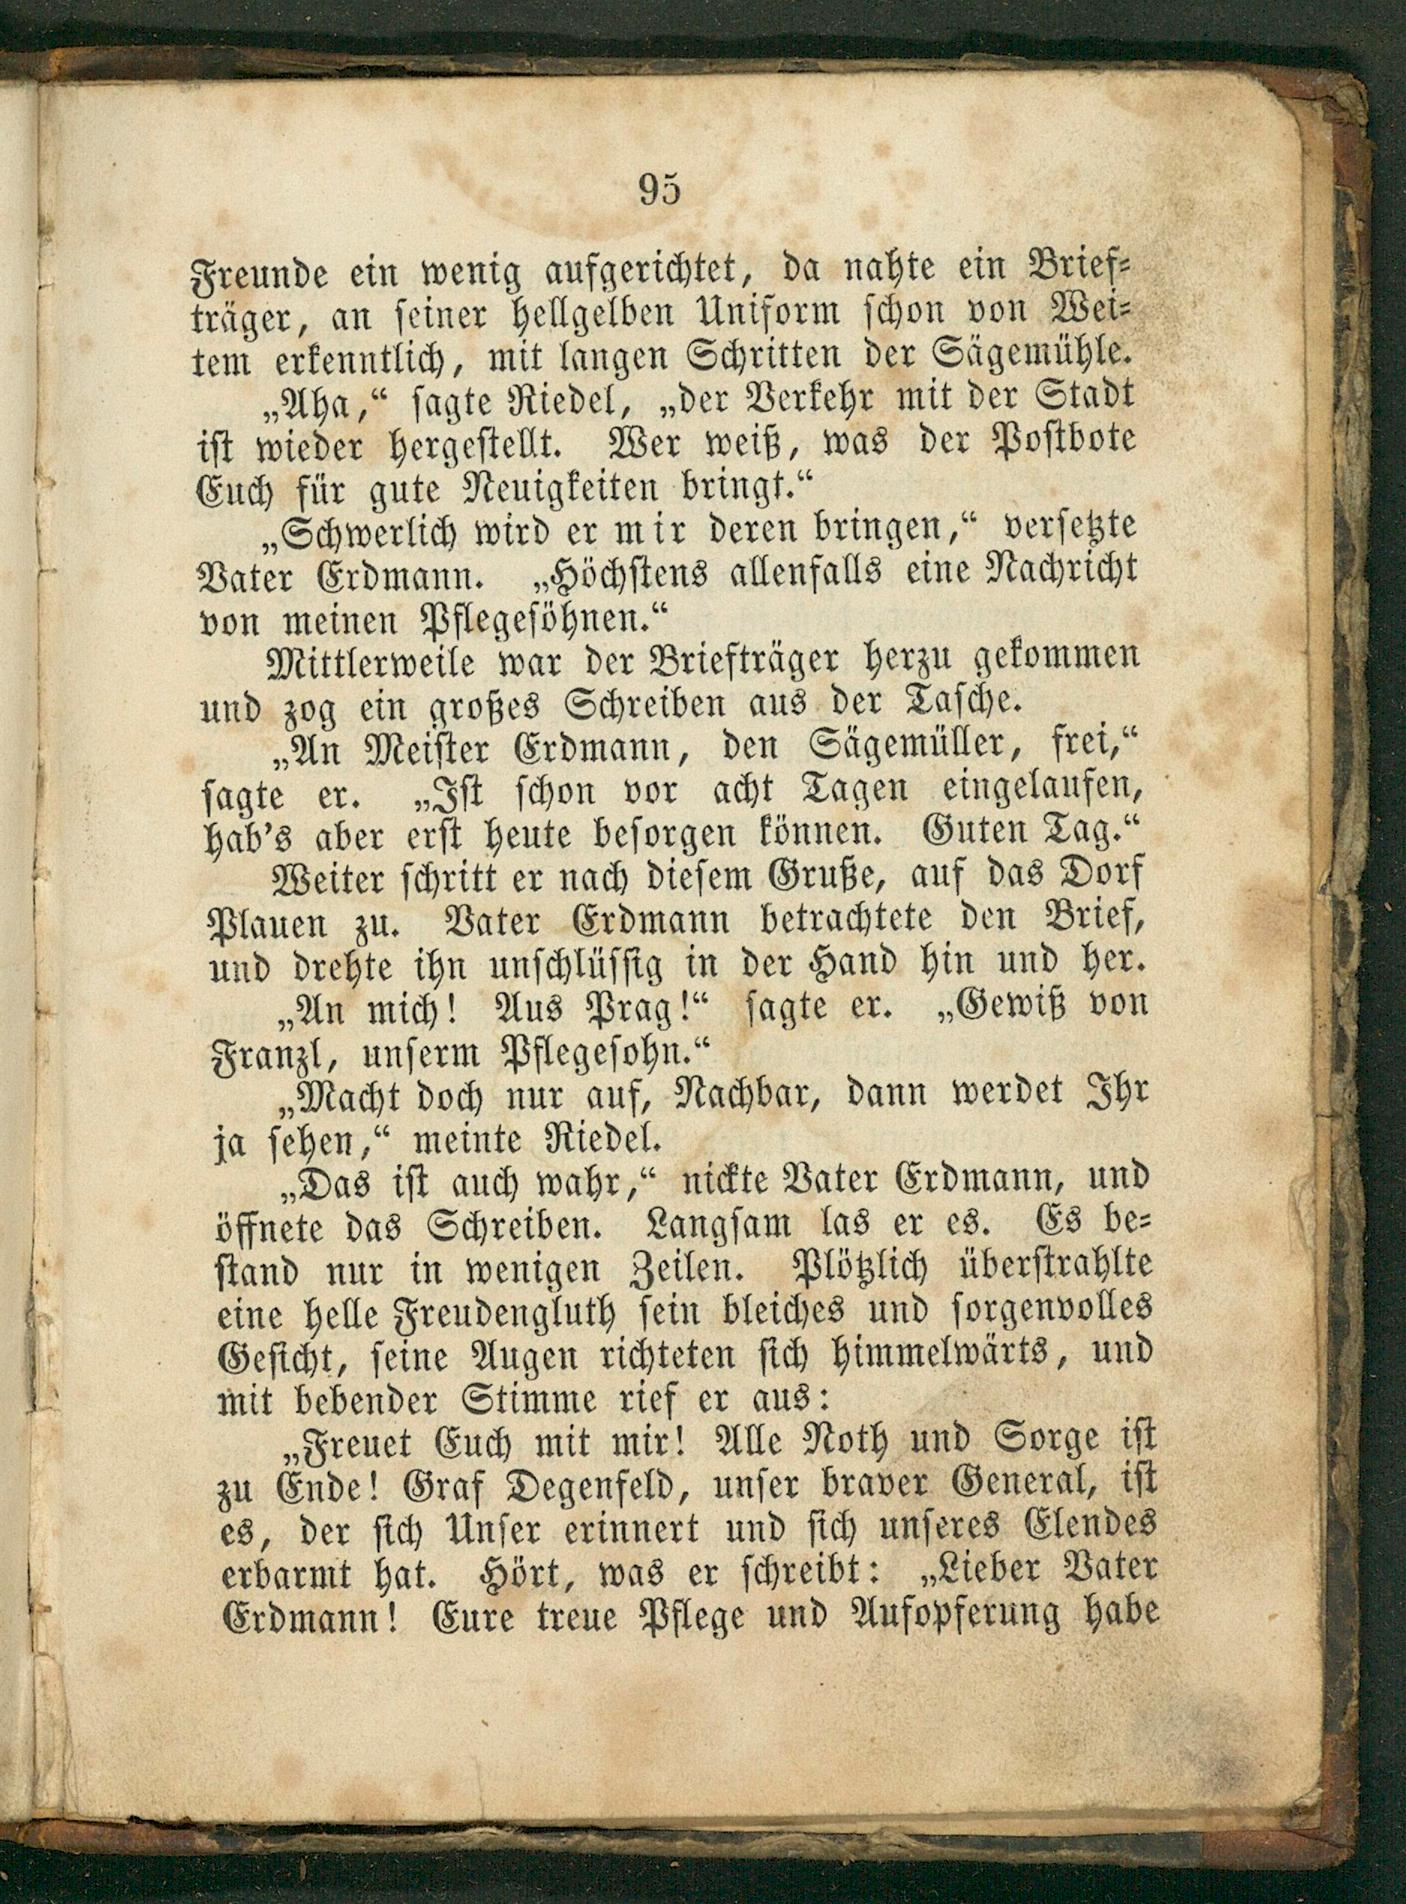 95
Freunde ein wenig aufgerichtet, da nahte ein Brief-
träger, an seiner hellgelben Uniform schon von Wei-
tem erkenntlich, mit langen Schritten der Sägemühle.
„Aha,“ sagte Riedel, „der Verkehr mit der Stadt
ist wieder hergestellt. Wer weiß, was der Postbote
Euch für gute Neuigkeiten bringt.“
„Schwerlich wird er mir deren bringen,“ versetzte
Vater Erdmann. „Höchstens allenfalls eine Nachricht
von meinen Pflegesöhnen.“
Mittlerweile war der Briefträger herzu gekommen
und zog ein großes Schreiben aus der Tasche.
„An Meister Erdmann, den Sägemüller, frei,“
sagte er. „Ist schon vor acht Tagen eingelaufen,
hab's aber erst heute besorgen können. Guten Tag.“
Weiter schritt er nach diesem Gruße, auf das Dorf
Plauen zu. Vater Erdmann betrachtete den Brief,
und drehte ihn unschlüssig in der Hand hin und her.
„An mich! Aus Prag!“ sagte er. „Gewiß von
Franzl, unserm Pflegesohn.“
„Macht doch nur auf, Nachbar, dann werdet Ihr
ja sehen,“ meinte Riedel.
„Das ist auch wahr,“ nickte Vater Erdmann, und
öffnete das Schreiben. Langsam las er es. Es be-
stand nur in wenigen Zeilen. Plötzlich überstrahlte
eine helle Freudengluth sein bleiches und sorgenvolles
Gesicht, seine Augen richteten sich himmelwärts, und
mit bebender Stimme rief er aus:
„Freuet Euch mit mir! Alle Noth und Sorge ist
zu Ende! Graf Degenfeld, unser braver General, ist
es, der sich Unser erinnert und sich unseres Elendes
erbarmt hat. Hört, was er schreibt: „Lieber Vater
Erdmann! Eure treue Pflege und Aufopferung habe